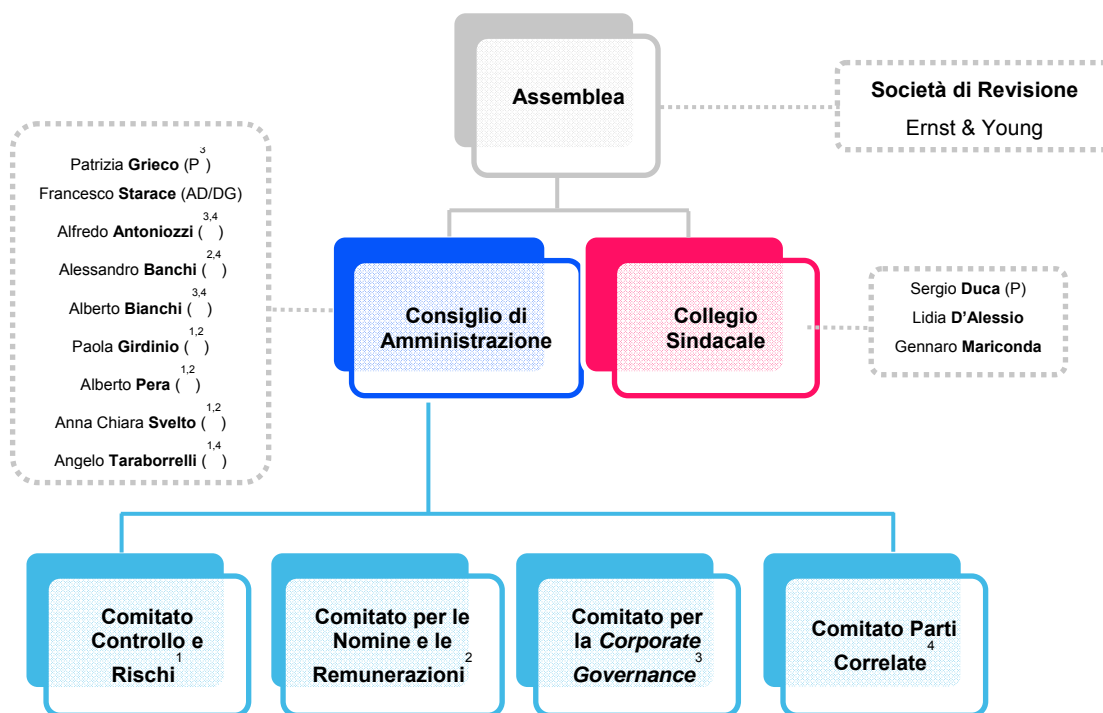 Assemblea
Società di Revisione
Ernst & Young
Patrizia Grieco (P³)
Francesco Starace (AD/DG)
Alfredo Antoniozzi (³,⁴)
Alessandro Banchi (²,⁴)
Alberto Bianchi (³,⁴)
Paola Girdinio (¹,²)
Alberto Pera (¹,²)
Anna Chiara Svelto (¹,²)
Angelo Taraborrelli (¹,⁴)
Consiglio di
Amministrazione
Collegio
Sindacale
Sergio Duca (P)
Lidia D'Alessio
Gennaro Mariconda
Comitato
Controllo e
Rischi¹
Comitato per le
Nomine e le
Remunerazioni²
Comitato per
la Corporate
Governance³
Comitato Parti
Correlate⁴